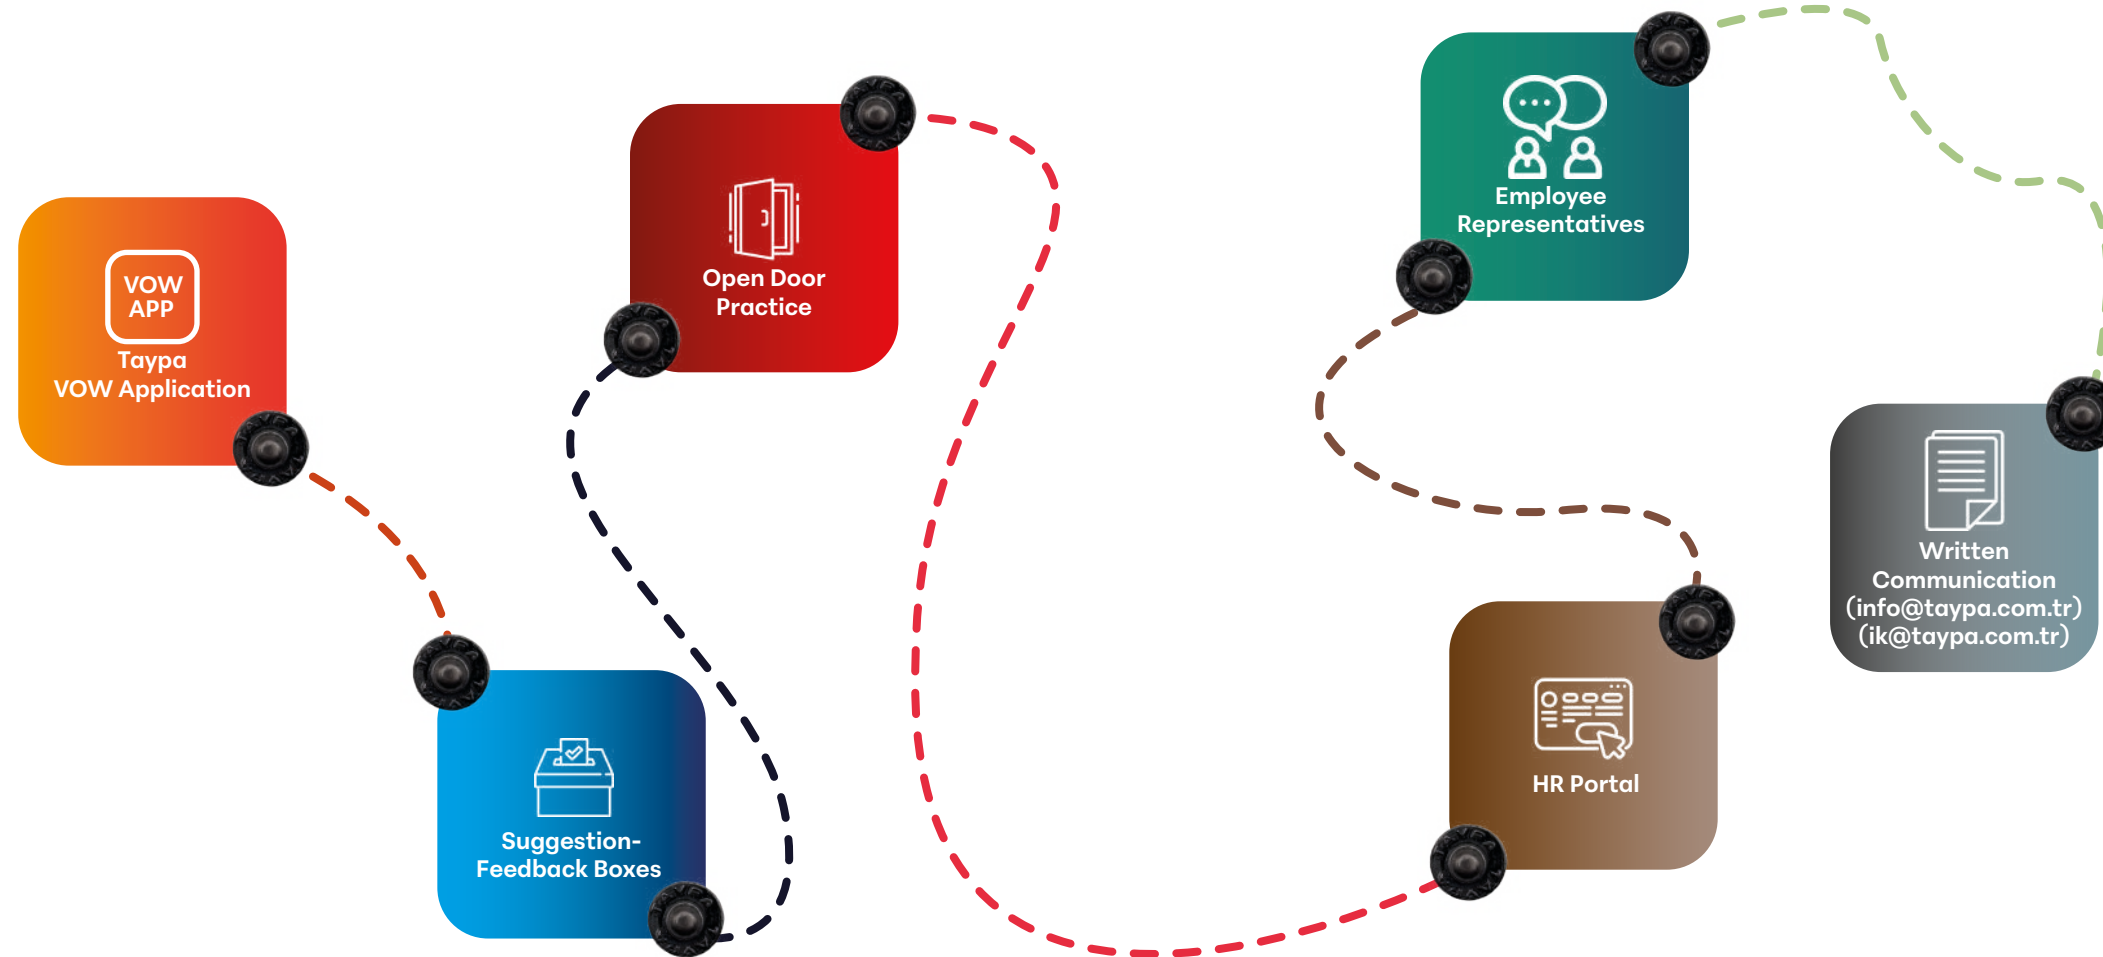 VOW
APP
Taypa
VOW Application
Suggestion-
Feedback Boxes
Open Door
Practice
HR Portal
Employee
Representatives
Written
Communication
(info@taypa.com.tr)
(ik@taypa.com.tr)